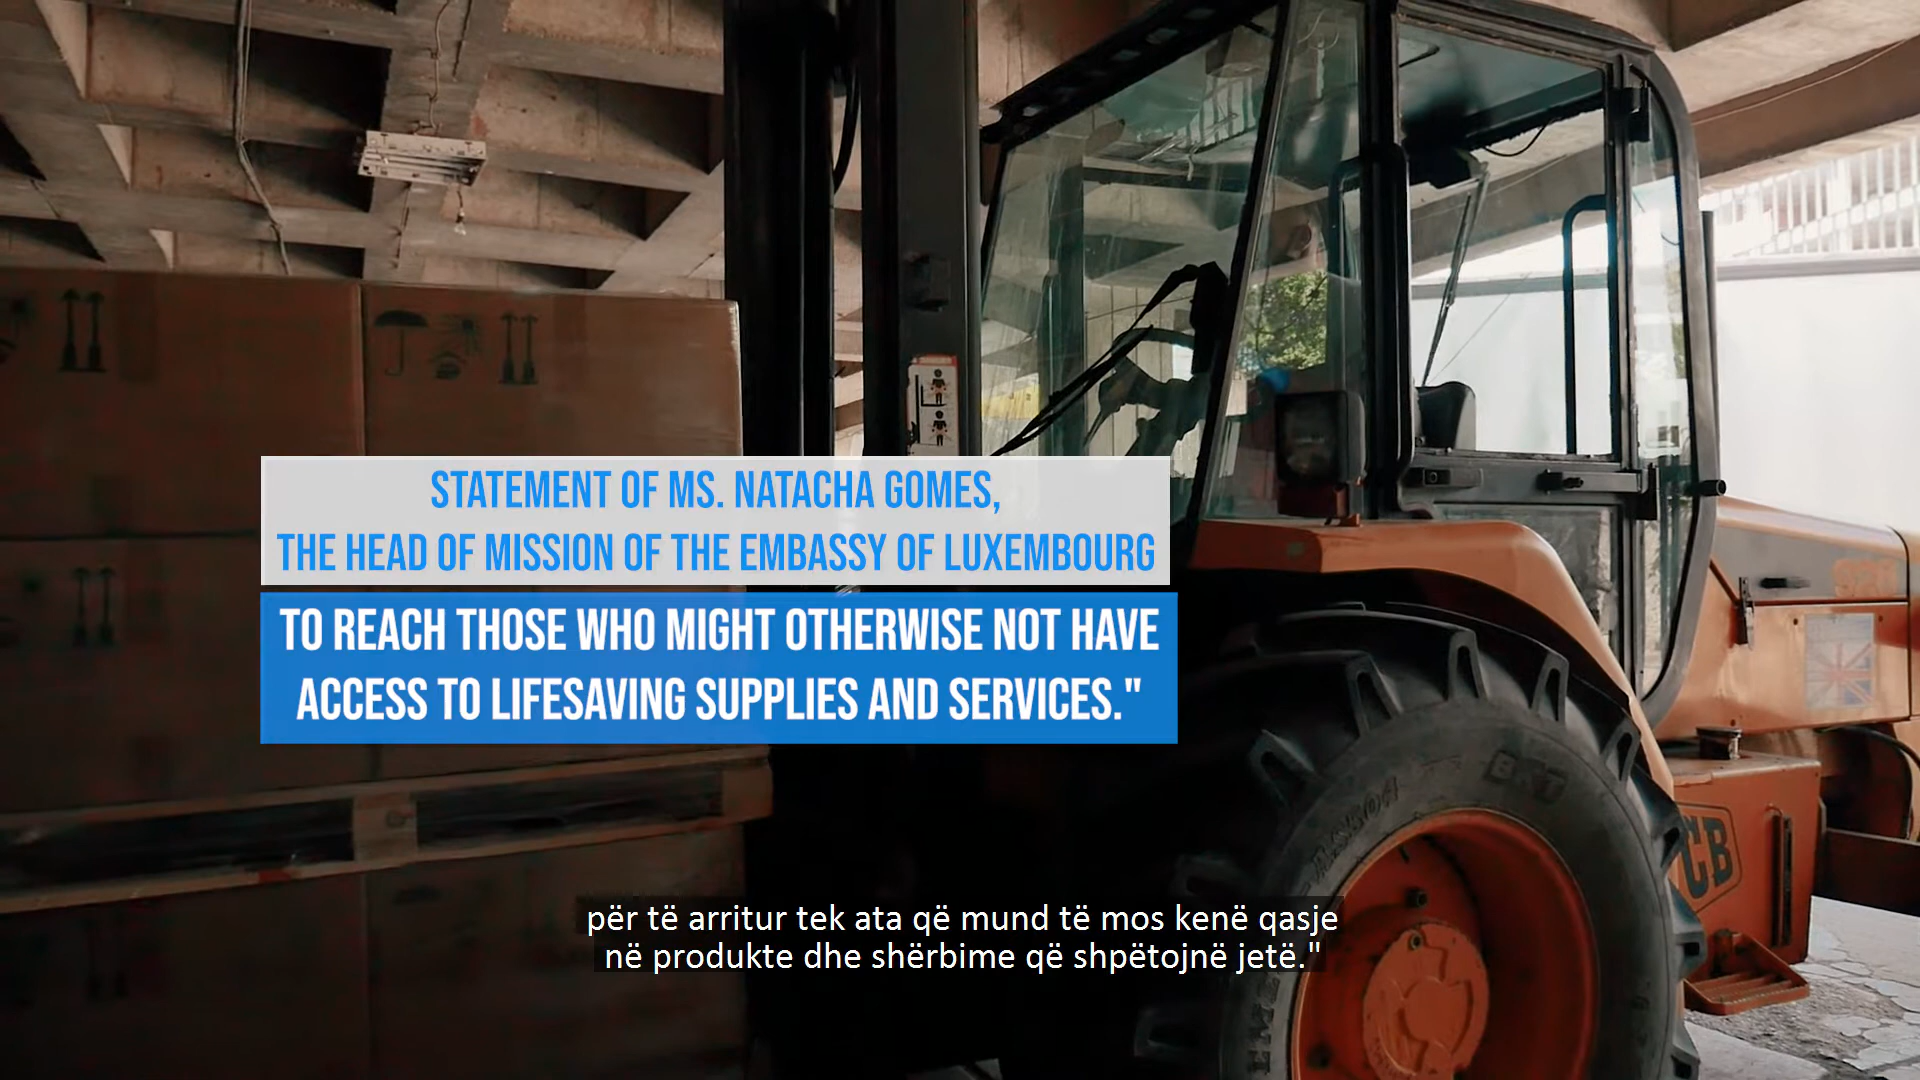 STATEMENT OF MS. NATACHA GOMES,
THE HEAD OF MISSION OF THE EMBASSY OF LUXEMBOURG
TO REACH THOSE WHO MIGHT OTHERWISE NOT HAVE
ACCESS TO LIFESAVING SUPPLIES AND SERVICES."
BKT
CB
për të arritur tek ata që mund të mos kenë qasje
në produkte dhe shërbime që shpëtojnë jetë."